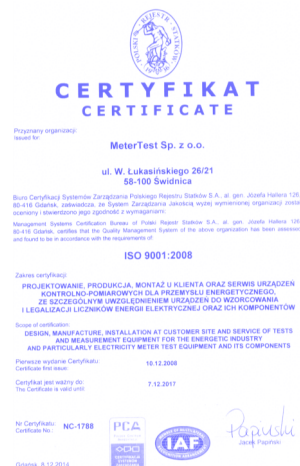 POLSKI REJESTR STATKÓW
CERTYFIKAT
CERTIFICATE
Przyznany organizacji:
Issued for:
MeterTest Sp. z o.o.
ul. W. Łukasińskiego 26/21
58-100 Świdnica
Biuro Certyfikacji Systemów Zarządzania Polskiego Rejestru Statków S.A., al. gen. Józefa Hallera 126,
80-416 Gdańsk, zaświadcza, że System Zarządzania Jakością wyżej wymienionej organizacji został
oceniany i stwierdzono jego zgodność z wymaganiami:
Management Systems Certification Bureau of Polski Rejestr Statków S.A., al. gen. Józefa Hallera 126
80-416 Gdańsk, certifies that the Quality Management System of the above organization has been assessed
and found to be in accordance with the requirements of:
ISO 9001:2008
Zakres certyfikacji:
PROJEKTOWANIE, PRODUKCJA, MONTAŻ U KLIENTA ORAZ SERWIS URZĄDZEŃ
KONTROLNO-POMIAROWYCH DLA PRZEMYSŁU ENERGETYCZNEGO,
ZE SZCZEGÓLNYM UWZGLĘDNIENIEM URZĄDZEŃ DO WZORCOWANIA
I LEGALIZACJI LICZNIKÓW ENERGII ELEKTRYCZNEJ ORAZ ICH KOMPONENTÓW
Scope of certification:
DESIGN, MANUFACTURE, INSTALLATION AT CUSTOMER SITE AND SERVICE OF TESTS
AND MEASUREMENT EQUIPMENT FOR THE ENERGETIC INDUSTRY
AND PARTICULARLY ELECTRICITY METER TEST EQUIPMENT AND ITS COMPONENTS
Pierwsze wydanie Certyfikatu: 10.12.2008
Certificate first issue:
Certyfikat jest ważny do: 7.12.2017
The Certificate is valid until:
Nr Certyfikatu: NC-1788
Certificate No.:
PCA
IAF
Jacek Papiński
Gdańsk, 8.12.2014